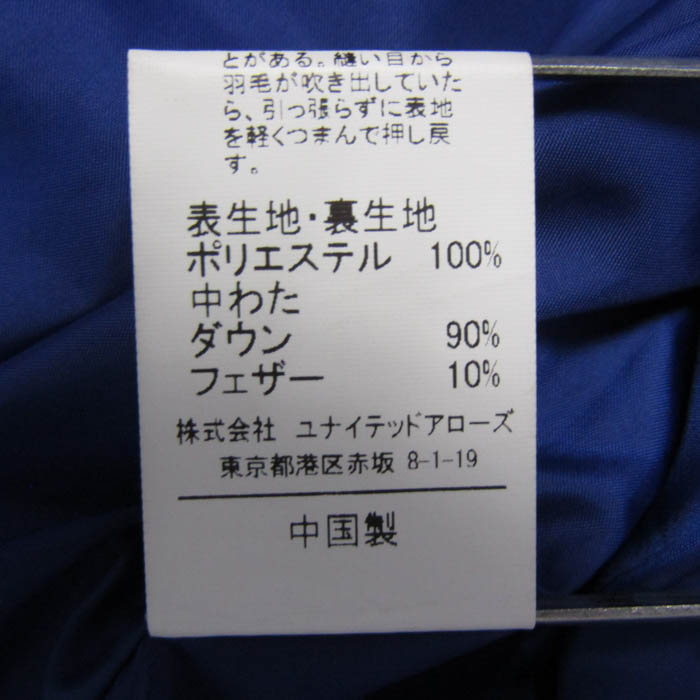 とがある。縫い目から
羽毛が吹き出していた
ら、引っ張らずに表地
を軽くつまんで押し戻
す。
表生地・裏生地
ポリエステル 100%
中わた
ダウン 90%
フェザー 10%
株式会社 ユナイテッドアローズ
東京都港区赤坂 8-1-19
中国製